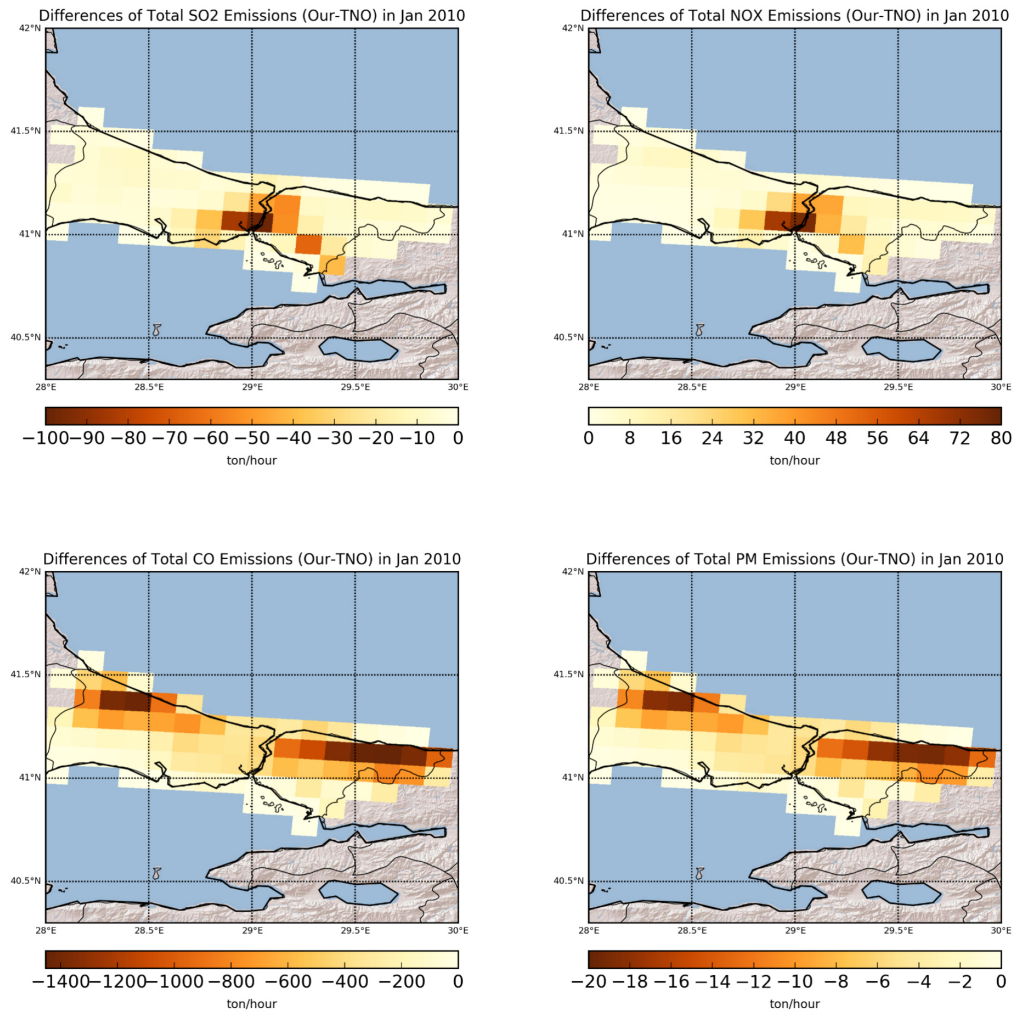 Differences of Total SO2 Emissions (Our-TNO) in Jan 2010
42°N
41.5°N
41°N
40.5°N
28°E 28.5°E 29°E 29.5°E 30°E
−100 −90 −80 −70 −60 −50 −40 −30 −20 −10 0
ton/hour
Differences of Total NOX Emissions (Our-TNO) in Jan 2010
42°N
41.5°N
41°N
40.5°N
28°E 28.5°E 29°E 29.5°E 30°E
0 8 16 24 32 40 48 56 64 72 80
ton/hour
Differences of Total CO Emissions (Our-TNO) in Jan 2010
42°N
41.5°N
41°N
40.5°N
28°E 28.5°E 29°E 29.5°E 30°E
−1400 −1200 −1000 −800 −600 −400 −200 0
ton/hour
Differences of Total PM Emissions (Our-TNO) in Jan 2010
42°N
41.5°N
41°N
40.5°N
28°E 28.5°E 29°E 29.5°E 30°E
−20 −18 −16 −14 −12 −10 −8 −6 −4 −2 0
ton/hour